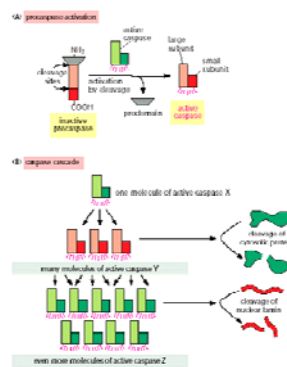 (A) procaspase activation
active
caspase
NH₂
large
subunit
small
subunit
cleavage
sites
activation
by cleavage
COOH
prodomain
inactive
procaspase
active
caspase
(B) caspase cascade
one molecule of active caspase X
cleavage of
cytosolic
many molecules of active caspase Y
cleavage of
nuclear lamin
even more molecules of active caspase Z